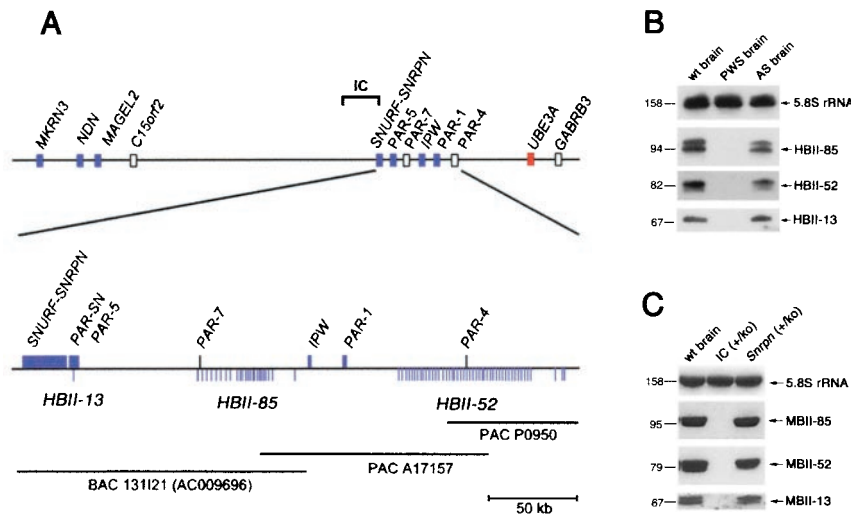 A
IC
MKRN3
NDN
MAGEL2
C15orf2
SNURF-SNRPN
PAR-5
PAR-7
IPW
PAR-1
PAR-4
UBE3A
GABRB3
SNURF-SNRPN
PAR-SN
PAR-5
PAR-7
IPW
PAR-1
PAR-4
HBII-13
HBII-85
HBII-52
PAC P0950
PAC A17157
BAC 131I21 (AC009696)
50 kb
B
wt brain
PWS brain
AS brain
158
5.8S rRNA
94
HBII-85
82
HBII-52
67
HBII-13
C
wt brain
IC (+/ko)
Snrpn (+/ko)
158
5.8S rRNA
95
MBII-85
79
MBII-52
67
MBII-13